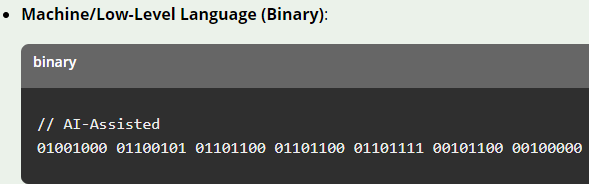 • Machine/Low-Level Language (Binary):
binary
// AI-Assisted
01001000 01100101 01101100 01101100 01101111 00101100 00100000